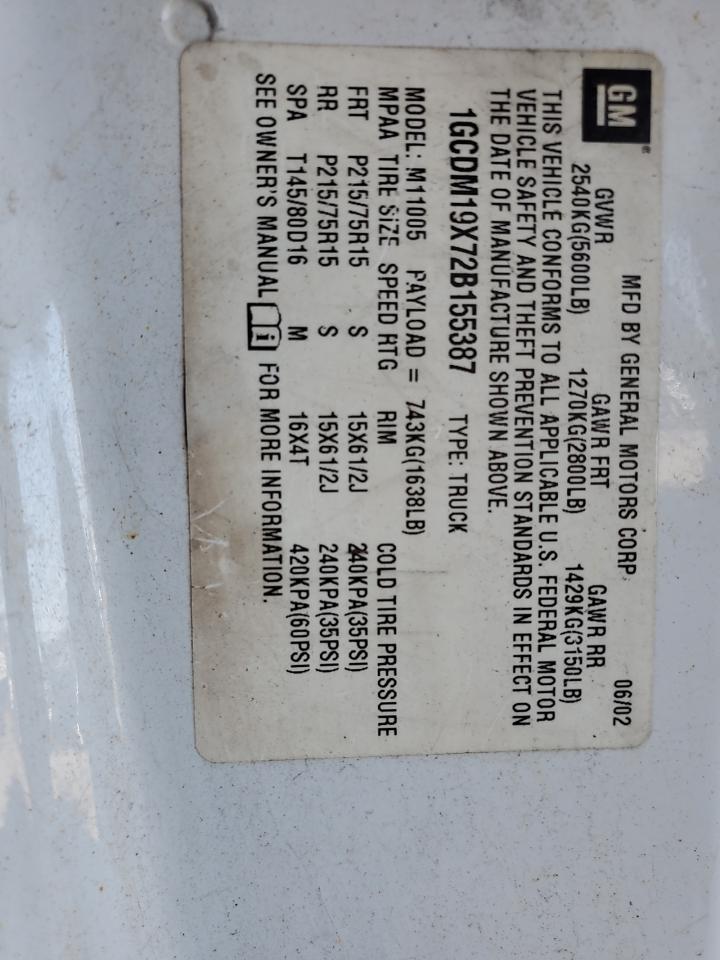 GM
MFD BY GENERAL MOTORS CORP. 06/02
GVWR GAWR FRT GAWR RR
2540KG(5600LB) 1270KG(2800LB) 1429KG(3150LB)
THIS VEHICLE CONFORMS TO ALL APPLICABLE U.S. FEDERAL MOTOR
VEHICLE SAFETY AND THEFT PREVENTION STANDARDS IN EFFECT ON
THE DATE OF MANUFACTURE SHOWN ABOVE.
1GCDM19X72B155387 TYPE: TRUCK
MODEL: M11005 PAYLOAD = 743KG(1638LB)
MPAA TIRE SIZE SPEED RTG RIM COLD TIRE PRESSURE
FRT P215/75R15 S 15X61/2J 240KPA(35PSI)
RR P215/75R15 S 15X61/2J 240KPA(35PSI)
SPA T145/80D16 M 16X4T 420KPA(60PSI)
SEE OWNER'S MANUAL i FOR MORE INFORMATION.